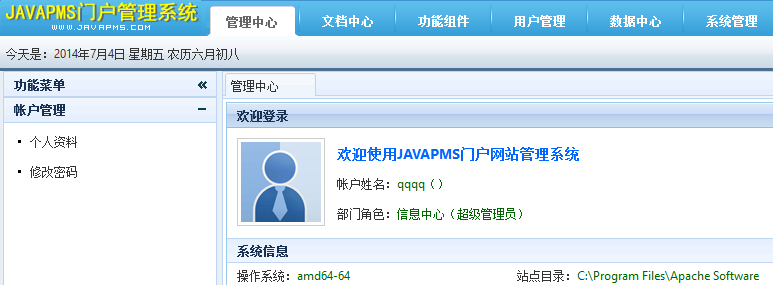 JAVAPMS门户管理系统
WWW.JAVAPMS.COM
管理中心 文档中心 功能组件 用户管理 数据中心 系统管理
今天是：2014年7月4日 星期五 农历六月初八
功能菜单 «
帐户管理 −
个人资料
修改密码
管理中心
欢迎登录
欢迎使用JAVAPMS门户网站管理系统
帐户姓名：qqqq（）
部门角色：信息中心（超级管理员）
系统信息
操作系统：amd64-64 站点目录：C:\Program Files\Apache Software